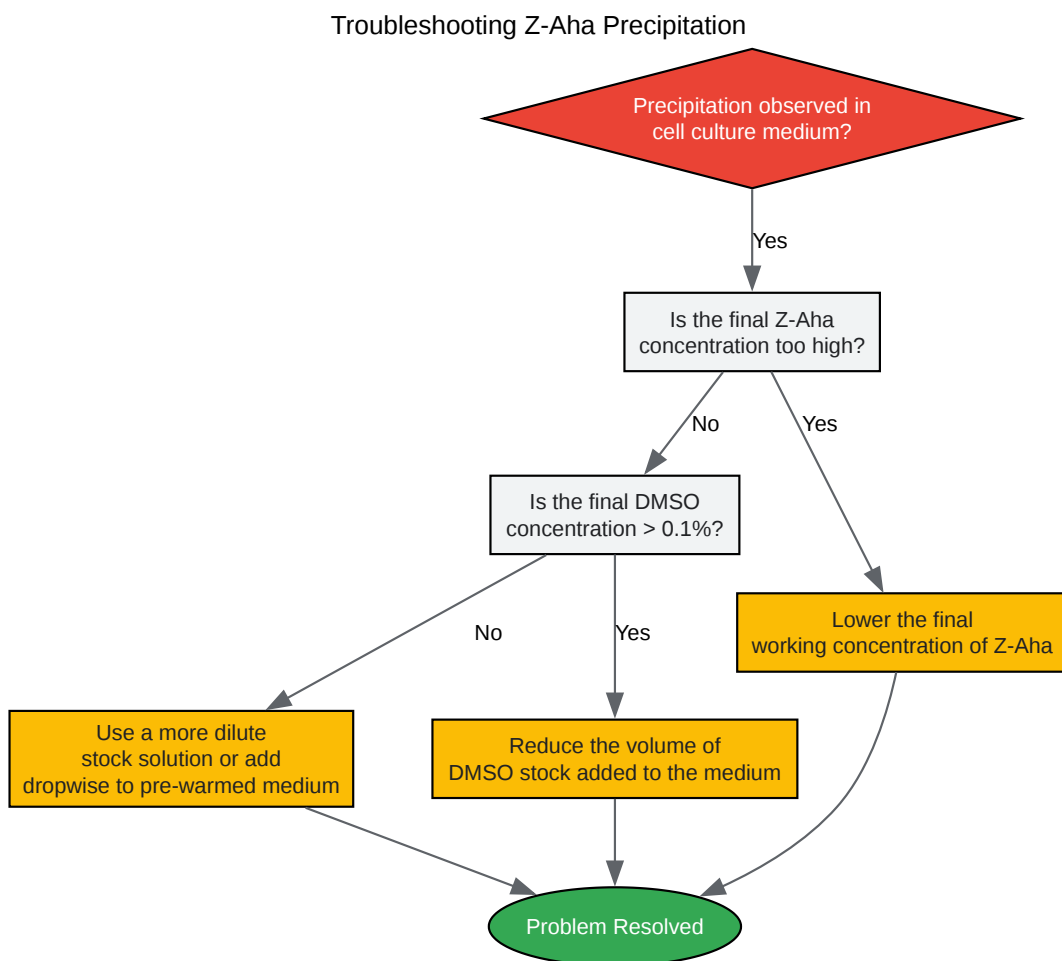 Troubleshooting Z-Aha Precipitation
Precipitation observed in
cell culture medium?
Yes
Is the final Z-Aha
concentration too high?
No
Yes
Is the final DMSO
concentration > 0.1%?
No
Yes
Lower the final
working concentration of Z-Aha
Use a more dilute
stock solution or add
dropwise to pre-warmed medium
Reduce the volume of
DMSO stock added to the medium
Problem Resolved